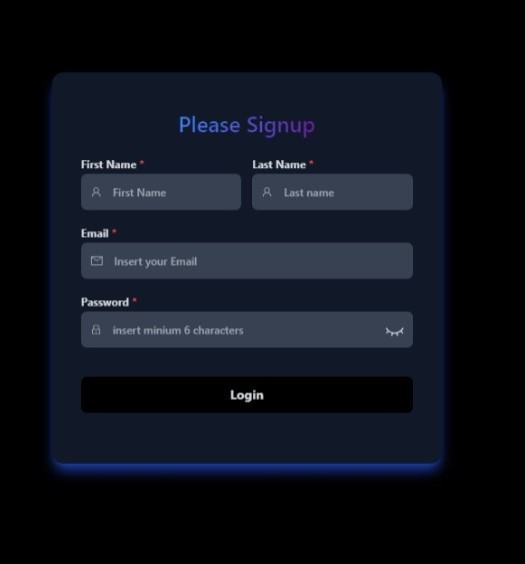 Please Signup
First Name * Last Name *
First Name Last name
Email *
Insert your Email
Password *
insert minium 6 characters
Login